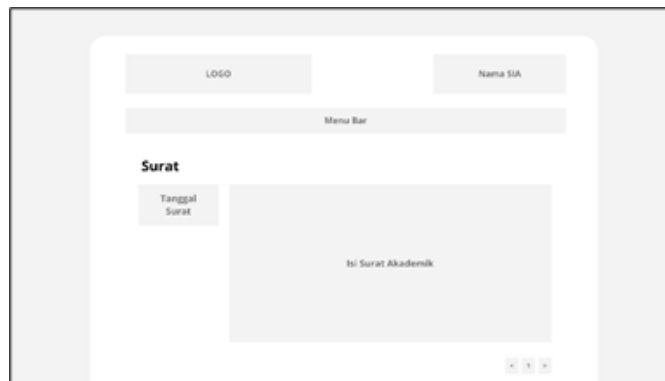 LOGO
Nama SIA
Menu Bar
Surat
Tanggal
Surat
Isi Surat Akademik
< 1 >